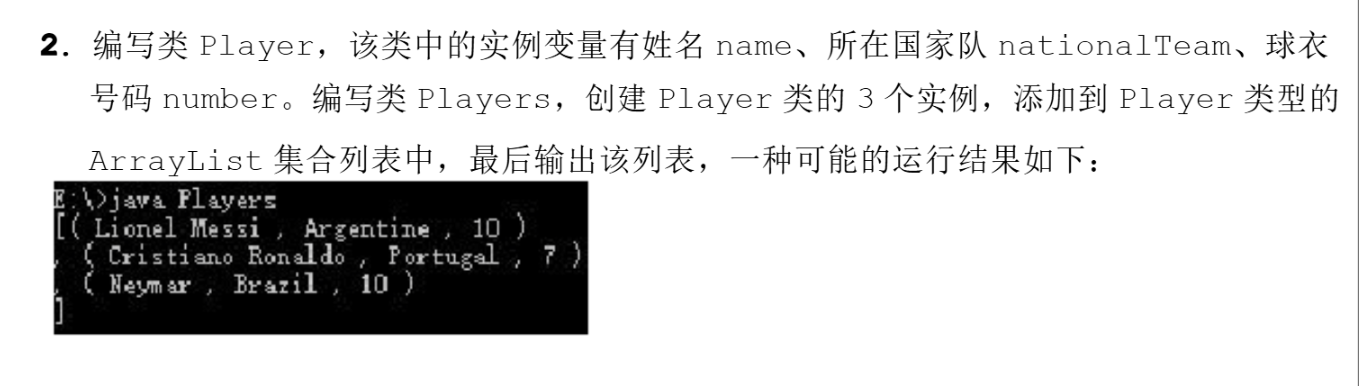 2. 编写类 Player，该类中的实例变量有姓名 name、所在国家队 nationalTeam、球衣
号码 number。编写类 Players，创建 Player 类的 3 个实例，添加到 Player 类型的
ArrayList 集合列表中，最后输出该列表，一种可能的运行结果如下：
E:\>java Players
[( Lionel Messi , Argentine , 10 )
, ( Cristiano Ronaldo , Portugal , 7 )
, ( Neymar , Brazil , 10 )
]